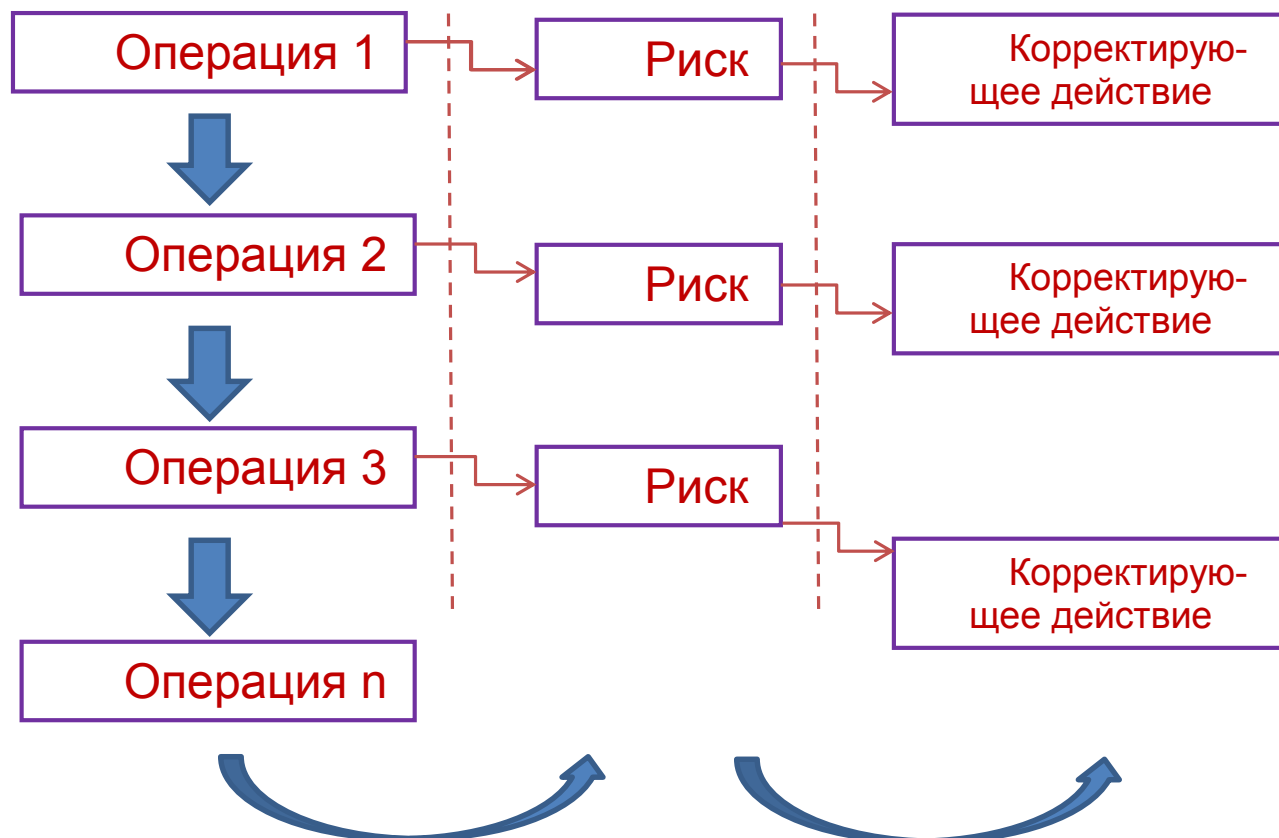 Операция 1
Риск
Корректирую-
щее действие
Операция 2
Риск
Корректирую-
щее действие
Операция 3
Риск
Корректирую-
щее действие
Операция n